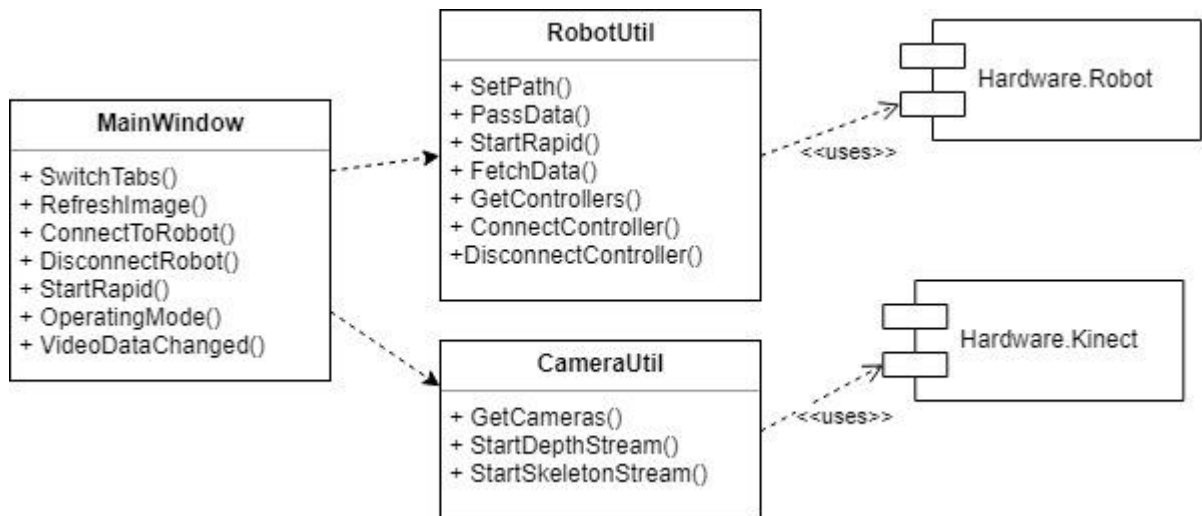 MainWindow
+ SwitchTabs()
+ RefreshImage()
+ ConnectToRobot()
+ DisconnectRobot()
+ StartRapid()
+ OperatingMode()
+ VideoDataChanged()
RobotUtil
+ SetPath()
+ PassData()
+ StartRapid()
+ FetchData()
+ GetControllers()
+ ConnectController()
+DisconnectController()
<<uses>>
Hardware.Robot
CameraUtil
+ GetCameras()
+ StartDepthStream()
+ StartSkeletonStream()
<<uses>>
Hardware.Kinect